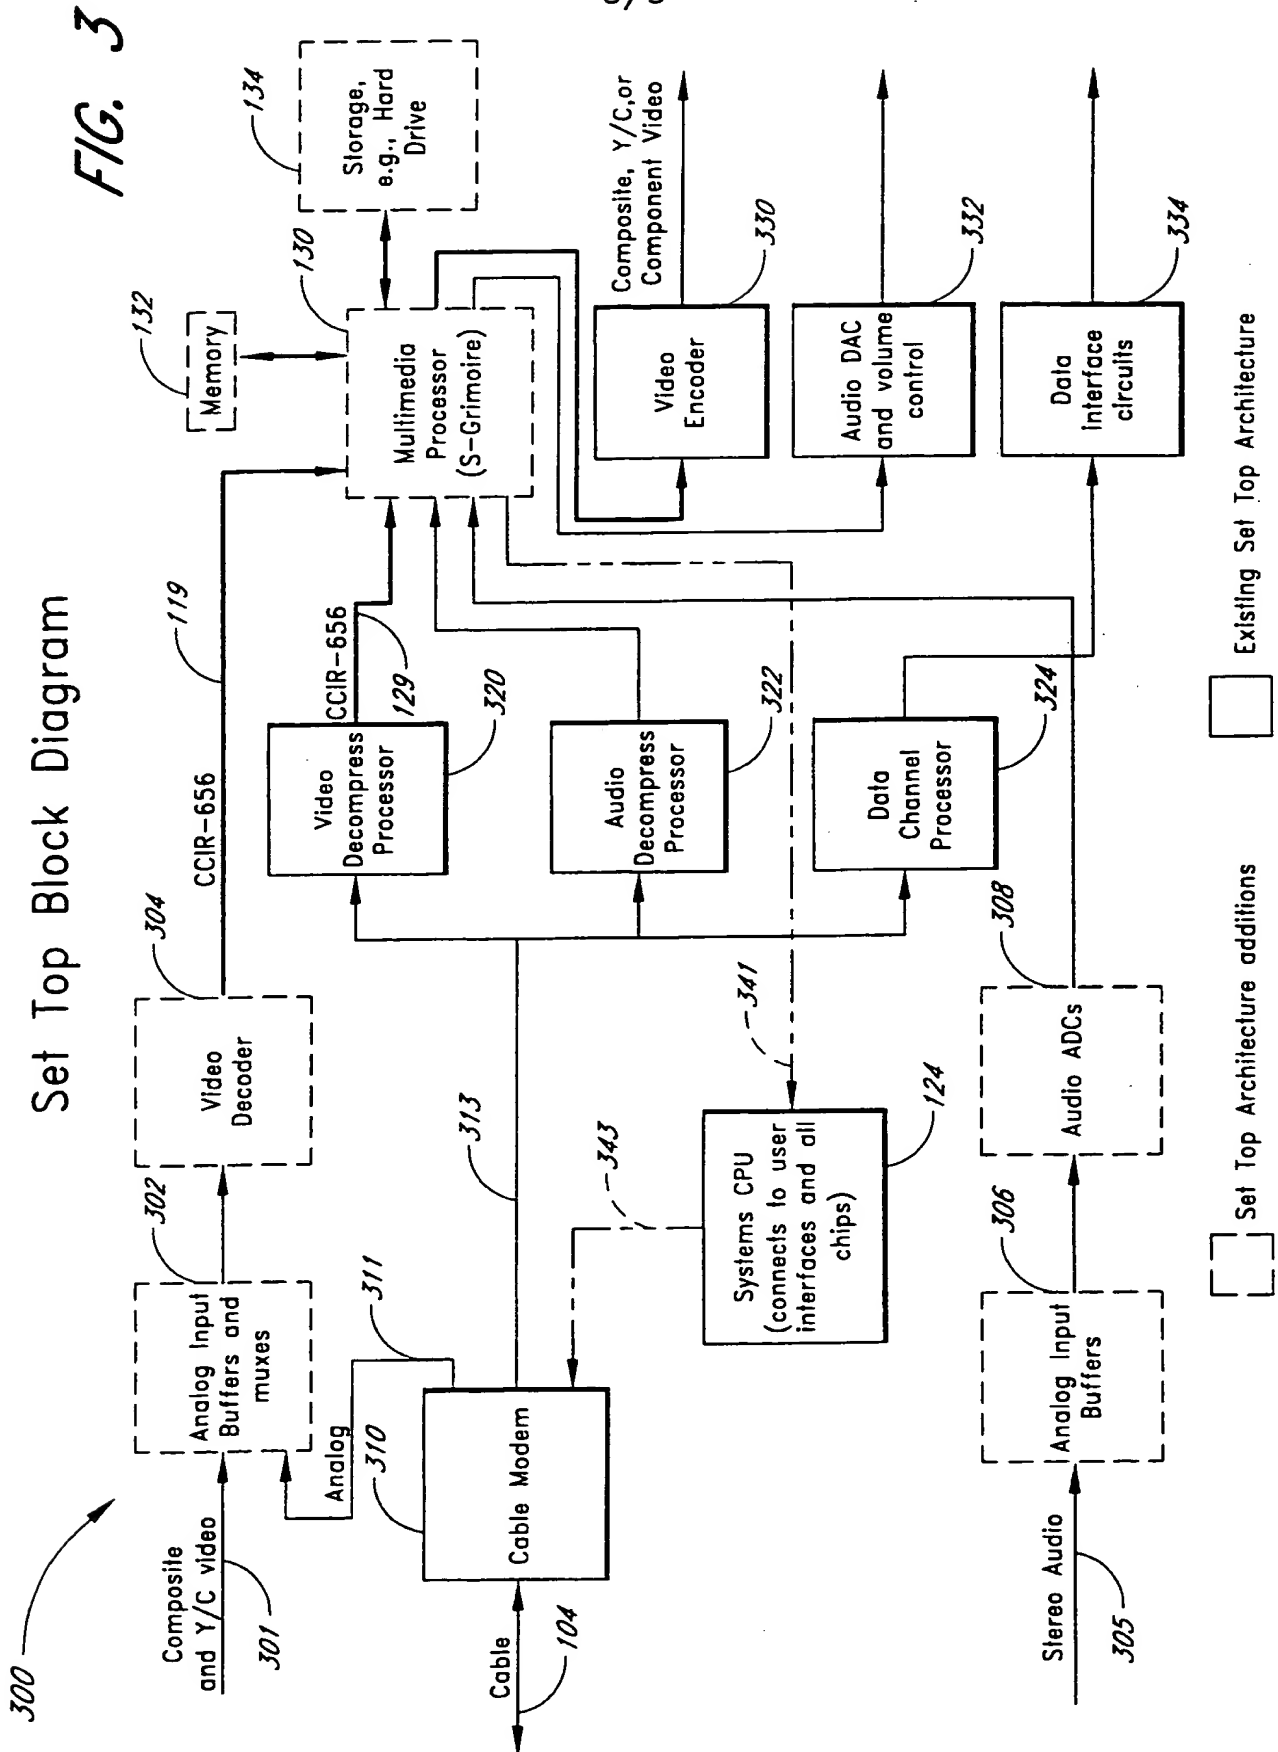 FIG. 3
Set Top Block Diagram
300
Composite
and Y/C video
301
Analog Input
Buffers and
muxes
302
Video
Decoder
304
CCIR-656
119
Memory
132
Storage,
e.g., Hard
Drive
134
Multimedia
Processor
(S-Grimoire)
130
Cable
104
Cable Modem
310
Analog
311
313
Video
Decompress
Processor
320
CCIR-656
129
Audio
Decompress
Processor
322
Data
Channel
Processor
324
Systems CPU
(connects to user
interfaces and all
chips)
124
343
341
Video
Encoder
330
Composite, Y/C,or
Component Video
Audio DAC
and volume
control
332
Data
Interface
circuits
334
Stereo Audio
305
Analog Input
Buffers
306
Audio ADCs
308
Set Top Architecture additions
Existing Set Top Architecture